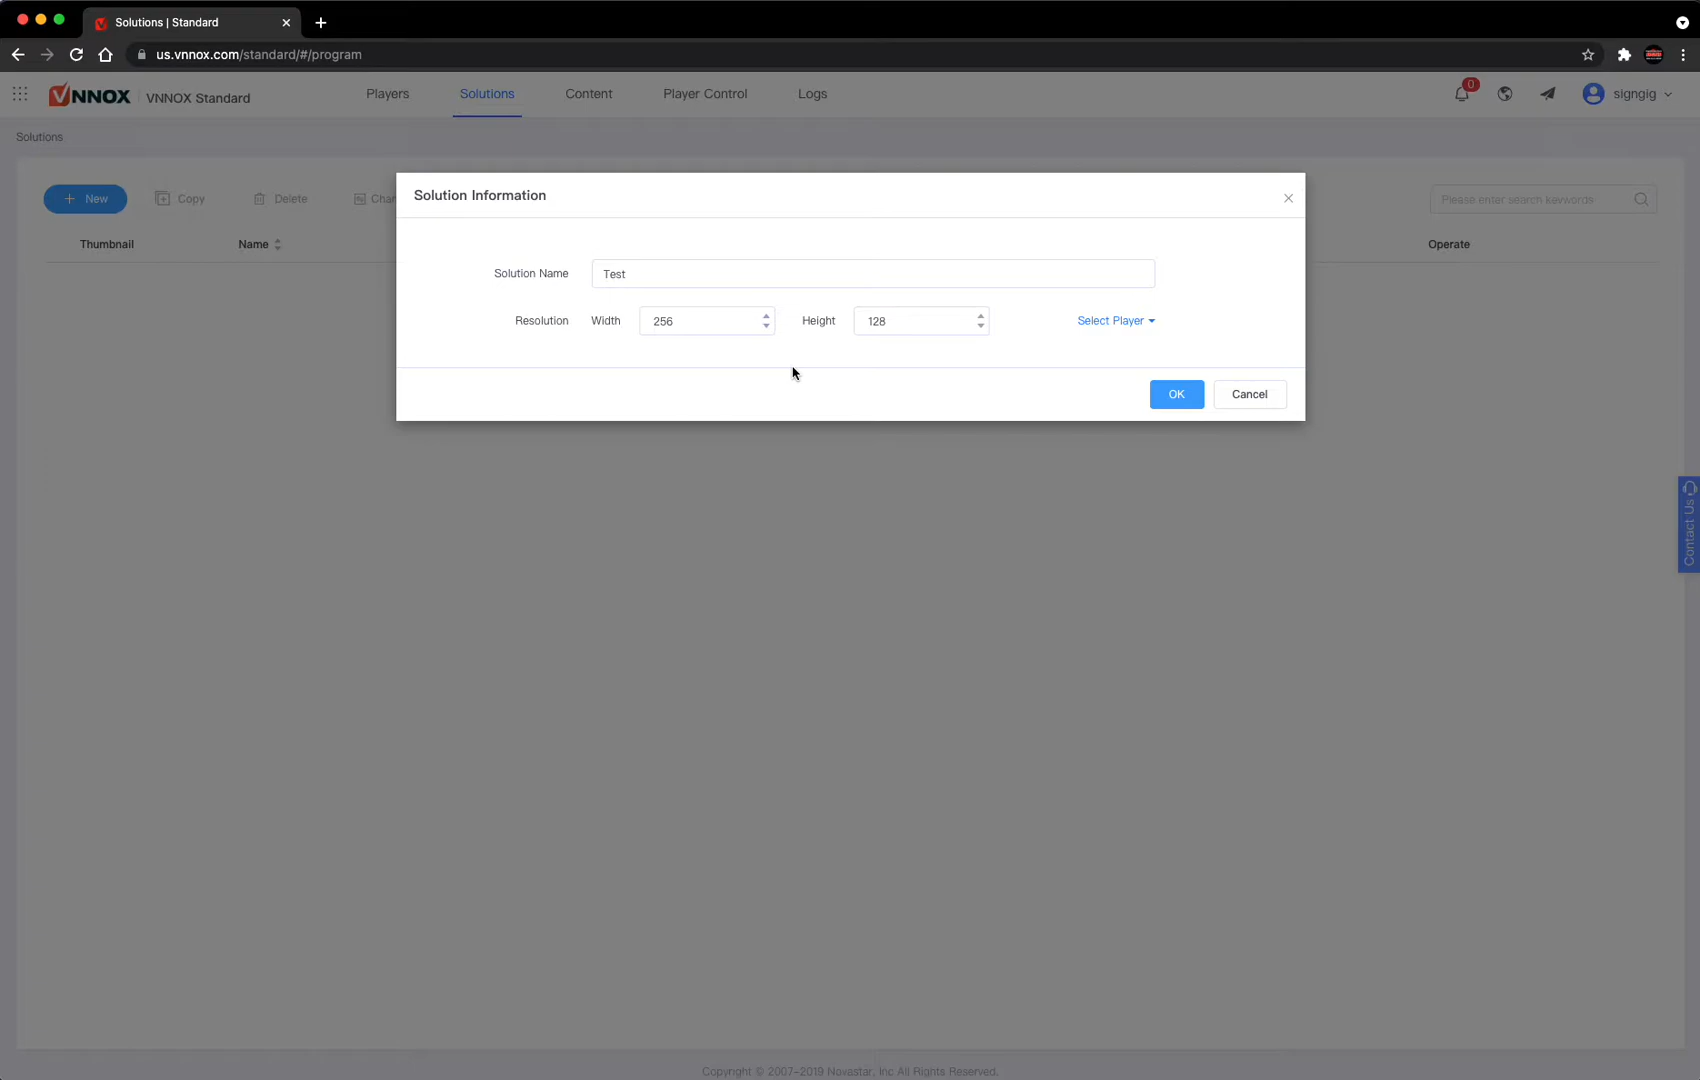 Solutions | Standard
us.vnnox.com/standard/#/program
VNNOX VNNOX Standard Players Solutions Content Player Control Logs 0 signgig
Solutions
New Copy Delete Chan Please enter search keywords
Thumbnail Name Operate
Solution Information
Solution Name Test
Resolution Width 256 Height 128 Select Player
OK Cancel
Contact Us
Copyright © 2007-2019 Novastar, Inc All Rights Reserved.